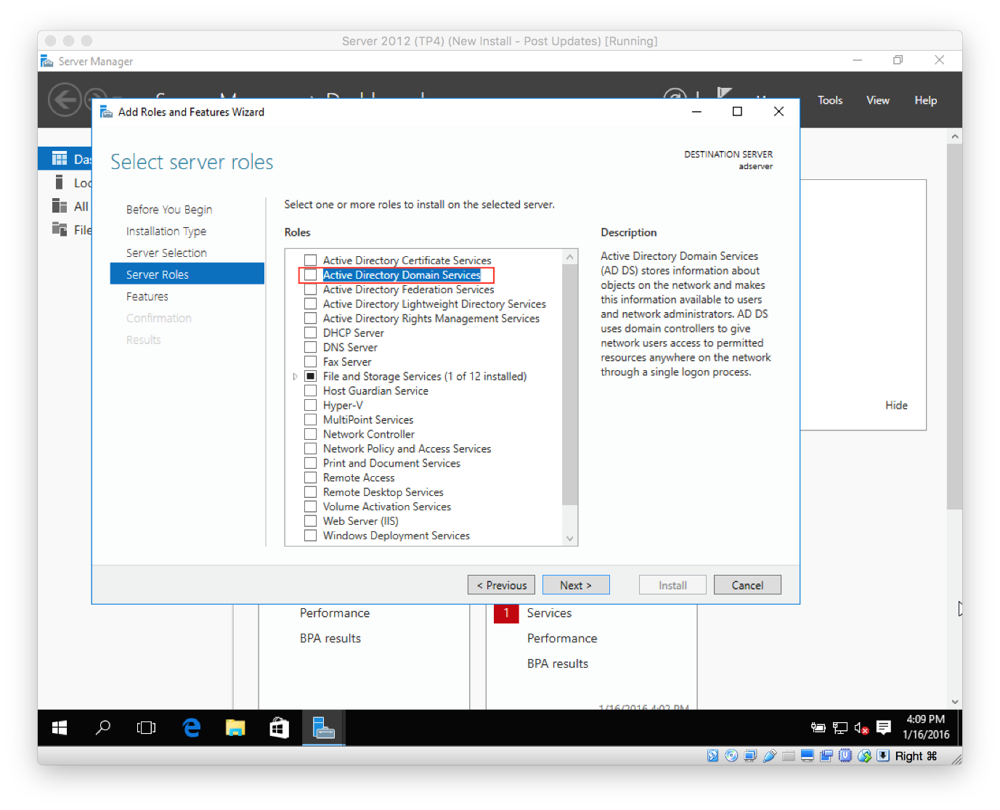 Server 2012 (TP4) (New Install - Post Updates) [Running]
Server Manager
Tools View Help
Add Roles and Features Wizard
Select server roles
DESTINATION SERVER
adserver
Before You Begin
Installation Type
Server Selection
Server Roles
Features
Confirmation
Results
Select one or more roles to install on the selected server.
Roles
Active Directory Certificate Services
Active Directory Domain Services
Active Directory Federation Services
Active Directory Lightweight Directory Services
Active Directory Rights Management Services
DHCP Server
DNS Server
Fax Server
File and Storage Services (1 of 12 installed)
Host Guardian Service
Hyper-V
MultiPoint Services
Network Controller
Network Policy and Access Services
Print and Document Services
Remote Access
Remote Desktop Services
Volume Activation Services
Web Server (IIS)
Windows Deployment Services
Description
Active Directory Domain Services
(AD DS) stores information about
objects on the network and makes
this information available to users
and network administrators. AD DS
uses domain controllers to give
network users access to permitted
resources anywhere on the network
through a single logon process.
All
Hide
< Previous Next > Install Cancel
Performance
BPA results
1 Services
Performance
BPA results
1/16/2016 4:02 PM
4:09 PM
1/16/2016
Right ⌘